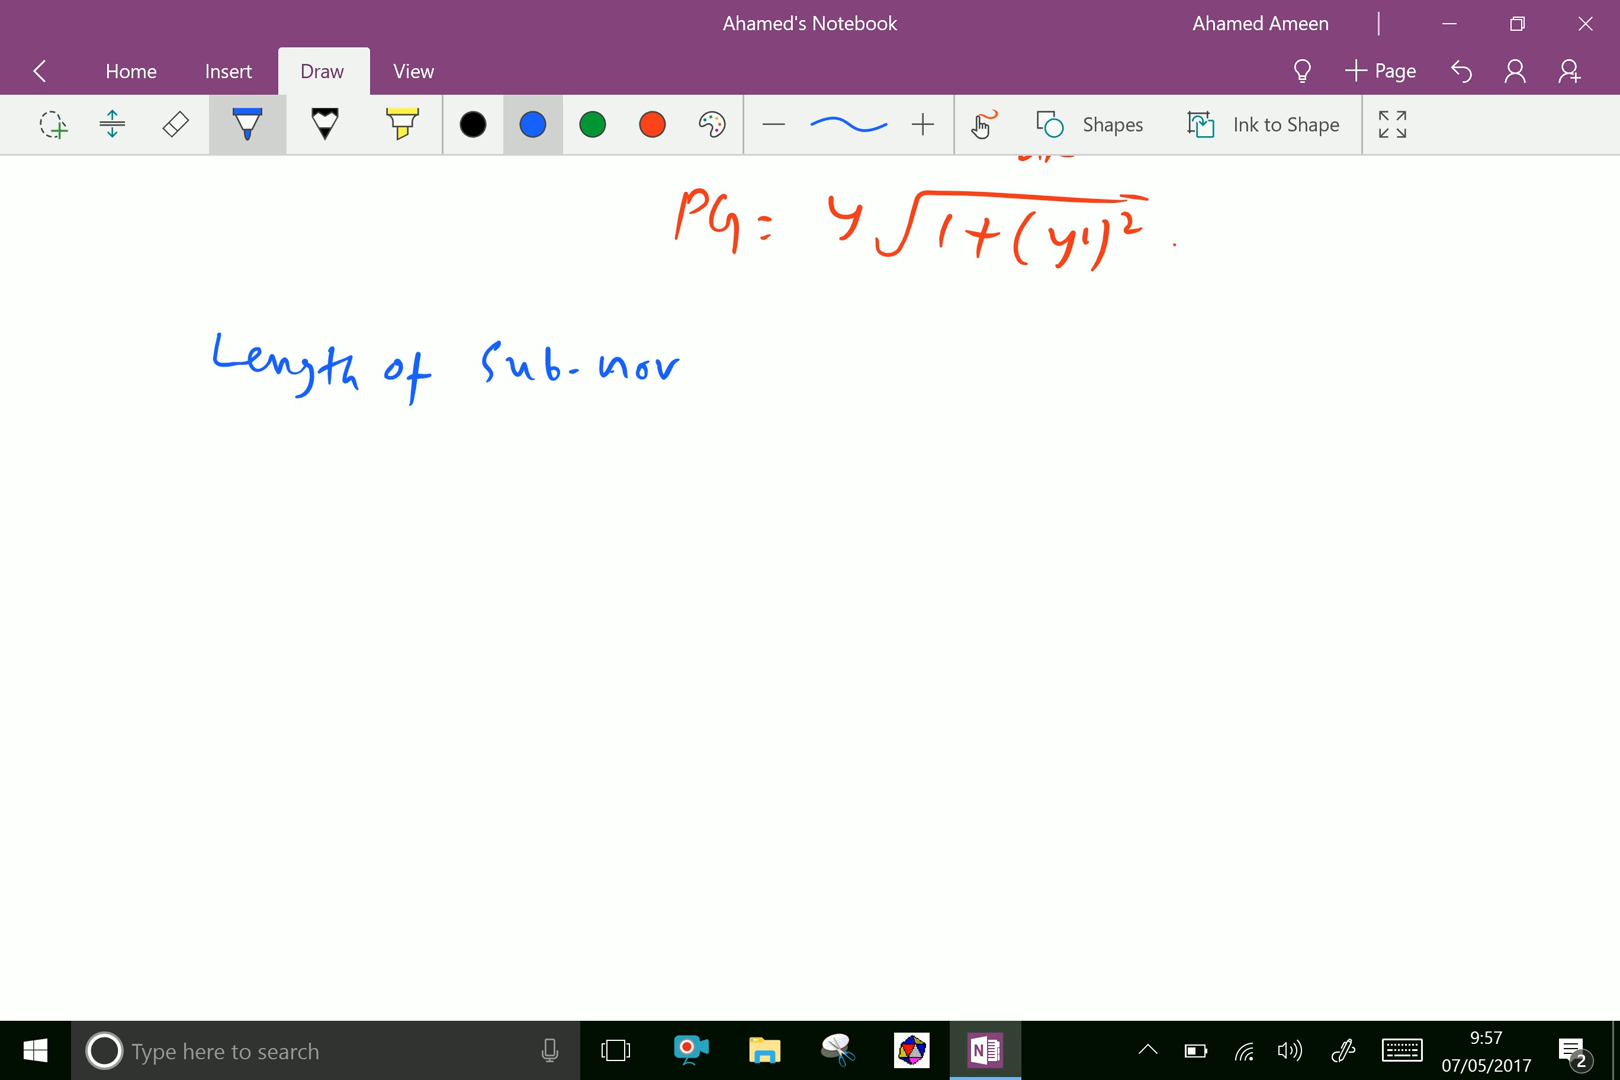 Ahamed's Notebook
Ahamed Ameen
Home Insert Draw View
Page
Shapes Ink to Shape
PG = y√1+(y')² .
Length of Sub-nor
Type here to search
9:57
07/05/2017
2